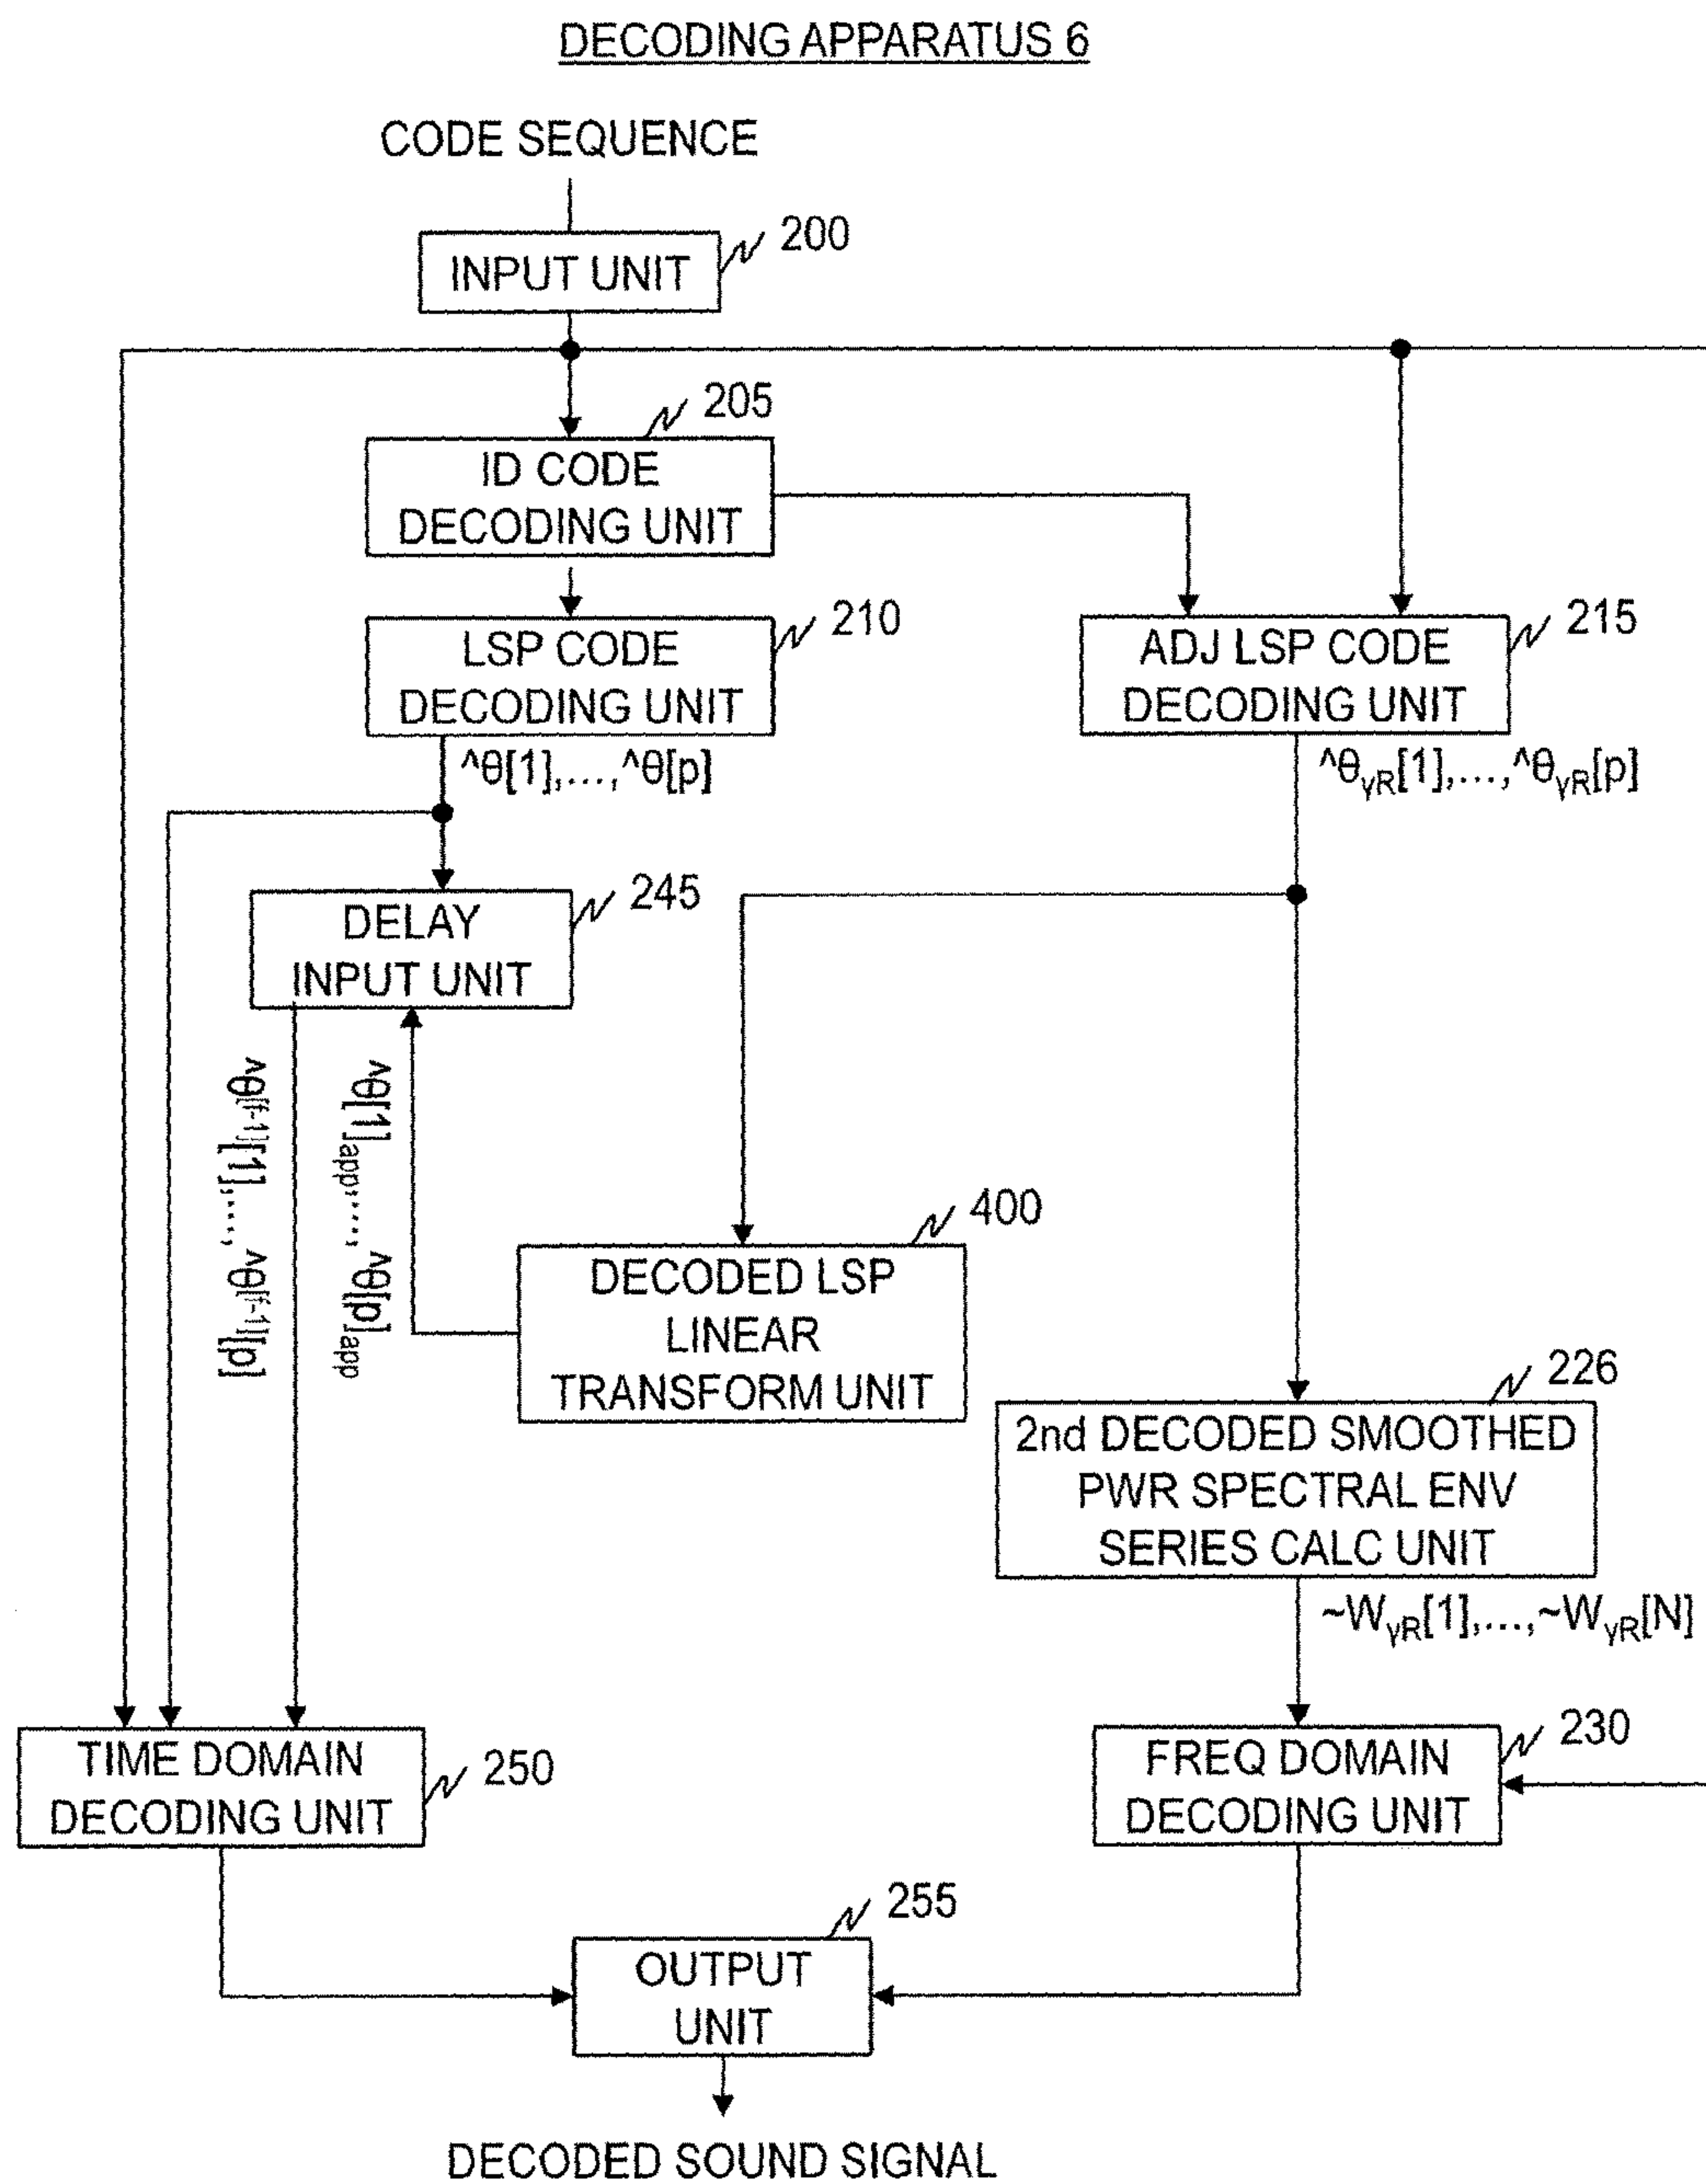 DECODING APPARATUS 6
CODE SEQUENCE
200
INPUT UNIT
205
ID CODE
DECODING UNIT
210
LSP CODE
DECODING UNIT
215
ADJ LSP CODE
DECODING UNIT
^θ[1],...,^θ[p]
^θγR[1],...,^θγR[p]
245
DELAY
INPUT UNIT
^θ[f-1][1],..., ^θ[f-1][p]
^θ[1]app,..., ^θ[p]app
400
DECODED LSP
LINEAR
TRANSFORM UNIT
226
2nd DECODED SMOOTHED
PWR SPECTRAL ENV
SERIES CALC UNIT
~WγR[1],...,~WγR[N]
TIME DOMAIN
DECODING UNIT
250
FREQ DOMAIN
DECODING UNIT
230
255
OUTPUT
UNIT
DECODED SOUND SIGNAL